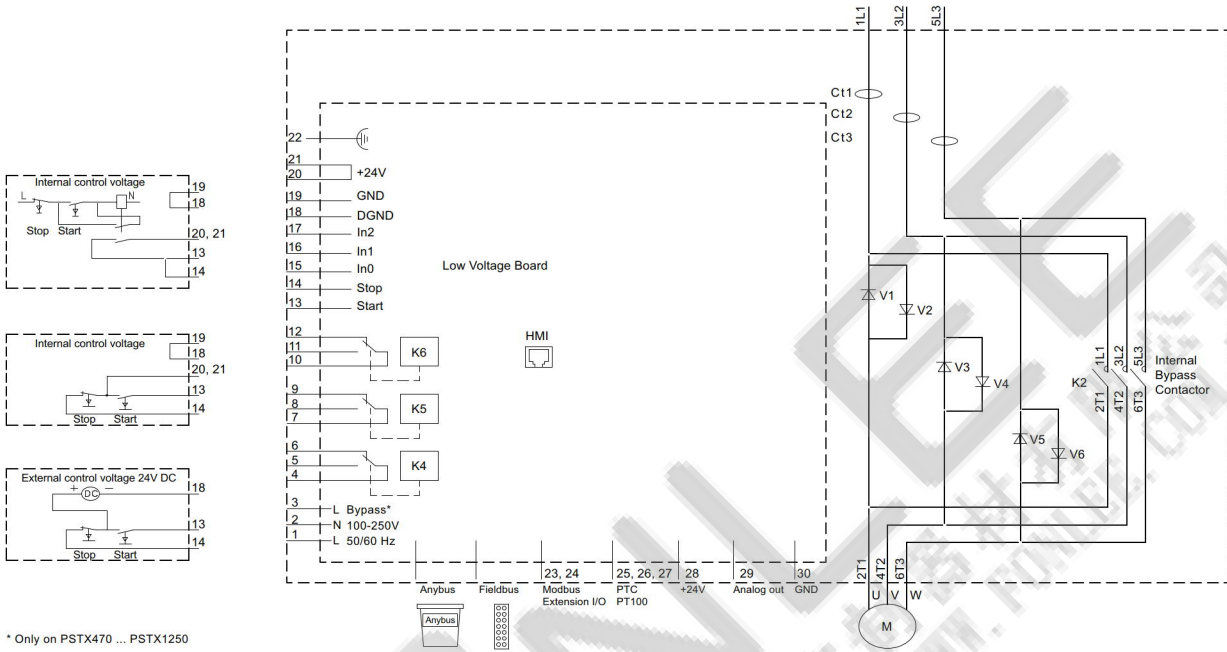 1L1
3L2
5L3
Ct1
Ct2
Ct3
22
21
20
+24V
19
GND
18
DGND
17
In2
16
In1
15
In0
14
Stop
13
Start
Low Voltage Board
HMI
12
11
10
K6
9
8
7
K5
6
5
4
K4
3
L Bypass*
2
N 100-250V
1
L 50/60 Hz
Internal control voltage
L
N
Stop
Start
19
18
20, 21
13
14
Internal control voltage
19
18
20, 21
13
14
Stop
Start
External control voltage 24V DC
+
DC
−
18
13
14
Stop
Start
V1
V2
V3
V4
V5
V6
K2
1L1
3L2
5L3
2T1
4T2
6T3
Internal
Bypass
Contactor
23, 24
25, 26, 27
28
29
30
Anybus
Fieldbus
Modbus
Extension I/O
PTC
PT100
+24V
Analog out
GND
Anybus
2T1
4T2
6T3
U
V
W
M
* Only on PSTX470 ... PSTX1250